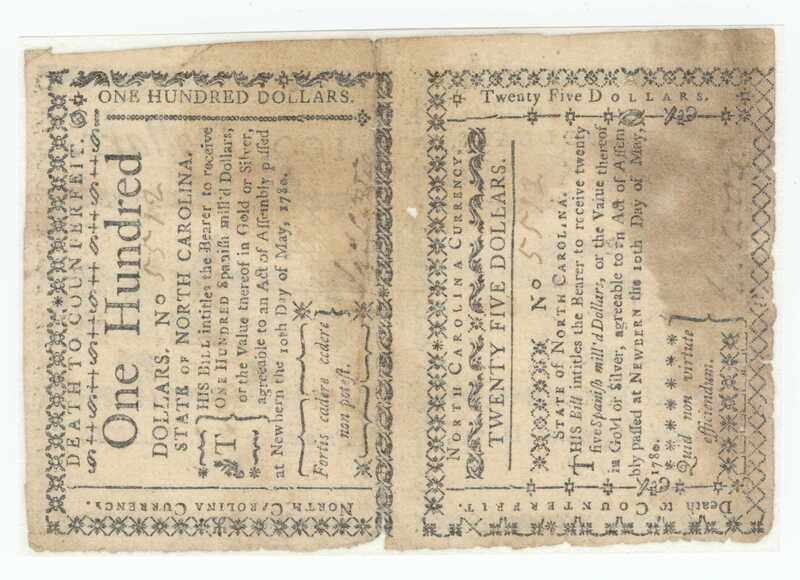 ONE HUNDRED DOLLARS.
DEATH TO COUNTERFEIT.
One Hundred
DOLLARS. No 5512
STATE OF NORTH CAROLINA.
THIS BILL intitles the Bearer to receive
ONE HUNDRED Spanish mill'd Dollars,
or the Value thereof in Gold or Silver,
agreeable to an Act of Assembly passed
at Newbern the 10th Day of May, 1780.
Fortis cadere cedere
non potest.
NORTH CAROLINA CURRENCY.
Twenty Five DOLLARS.
NORTH CAROLINA CURRENCY.
TWENTY FIVE DOLLARS.
No 5512
STATE OF NORTH CAROLINA.
THIS Bill intitles the Bearer to receive twenty
five Spanish mill'd Dollars, or the Value thereof
in Gold or Silver, agreeable to an Act of Assem
bly passed at NEWBERN the 10th Day of May,
1780.
Quid non virtute
efficiendum.
Death to COUNTERFEIT.